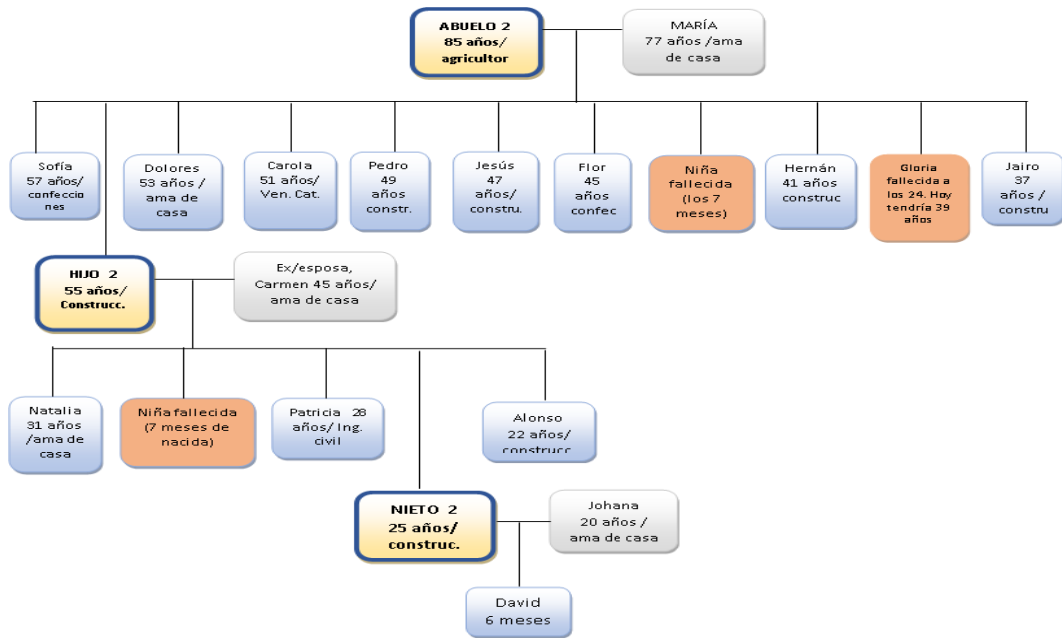 ABUELO 2
85 años/
agricultor
MARÍA
77 años /ama
de casa
Sofía
57 años/
confeccio
nes
Dolores
53 años /
ama de
casa
Carola
51 años/
Ven. Cat.
Pedro
49
años
constr.
Jesús
47
años/
constru.
Flor
45
años
confec
Niña
fallecida
(los 7
meses)
Hernán
41 años
construc
Gloria
fallecida a
los 24. Hoy
tendría 39
años
Jairo
37
años /
constru
HIJO 2
55 años/
Construcc.
Ex/esposa,
Carmen 45 años/
ama de casa
Natalia
31 años
/ama de
casa
Niña fallecida
(7 meses de
nacida)
Patricia 28
años/ Ing.
civil
Alonso
22 años/
construcc
NIETO 2
25 años/
construc.
Johana
20 años /
ama de casa
David
6 meses